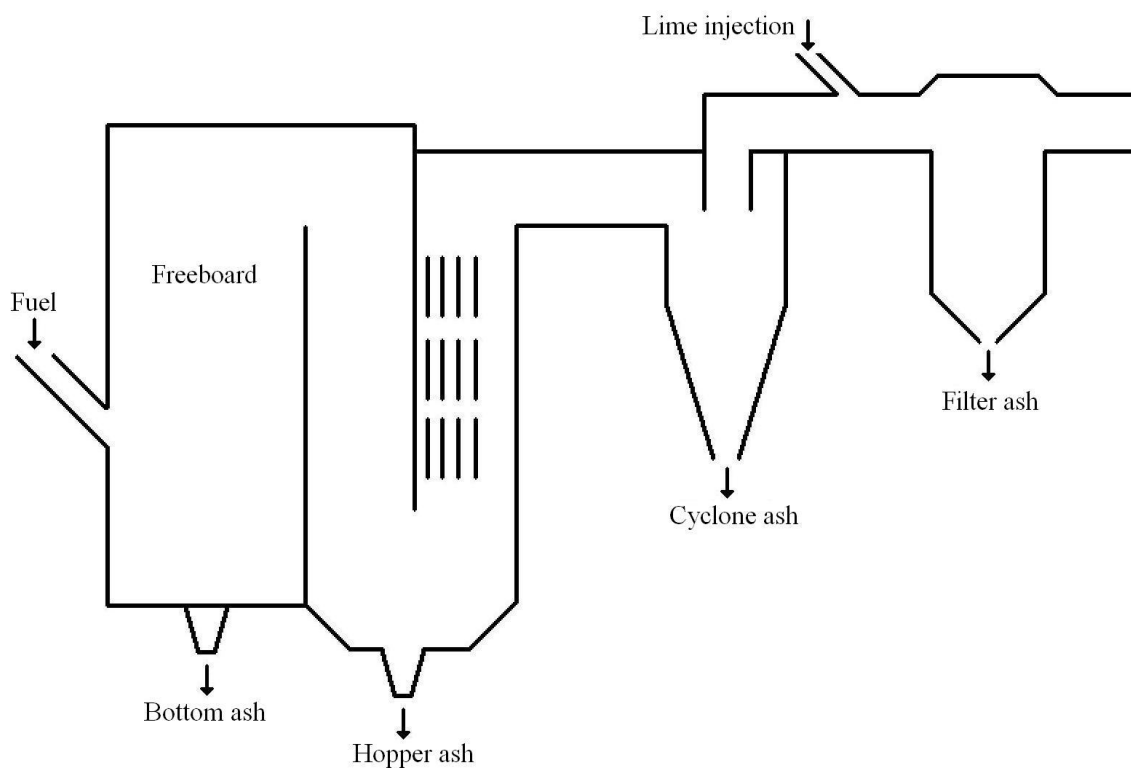 Lime injection
Freeboard
Fuel
Filter ash
Cyclone ash
Bottom ash
Hopper ash